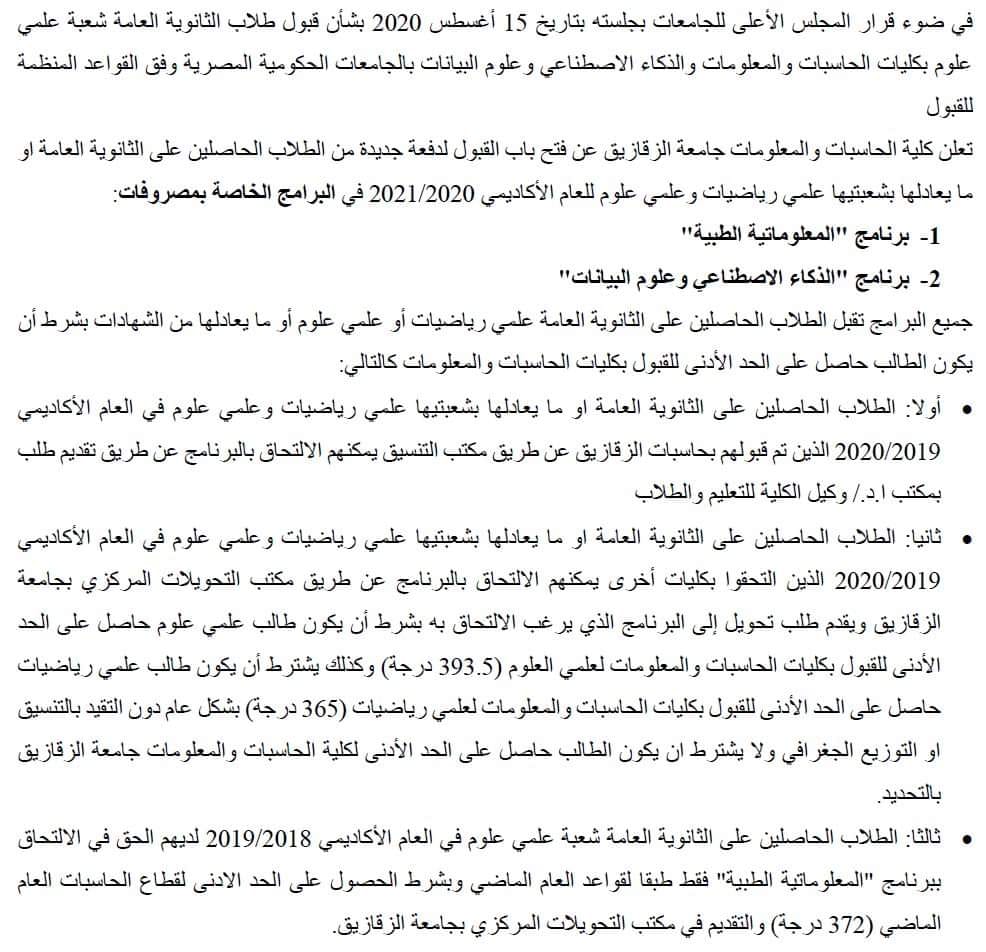 في ضوء قرار المجلس الأعلى للجامعات بجلسته بتاريخ 15 أغسطس 2020 بشأن قبول طلاب الثانوية العامة شعبة علمي
علوم بكليات الحاسبات والمعلومات والذكاء الاصطناعي وعلوم البيانات بالجامعات الحكومية المصرية وفق القواعد المنظمة
للقبول
تعلن كلية الحاسبات والمعلومات جامعة الزقازيق عن فتح باب القبول لدفعة جديدة من الطلاب الحاصلين على الثانوية العامة او
ما يعادلها بشعبتيها علمي رياضيات وعلمي علوم للعام الأكاديمي 2021/2020 في البرامج الخاصة بمصروفات:
1- برنامج "المعلوماتية الطبية"
2- برنامج "الذكاء الاصطناعي وعلوم البيانات"
جميع البرامج تقبل الطلاب الحاصلين على الثانوية العامة علمي رياضيات أو علمي علوم أو ما يعادلها من الشهادات بشرط أن
يكون الطالب حاصل على الحد الأدنى للقبول بكليات الحاسبات والمعلومات كالتالي:
• أولا: الطلاب الحاصلين على الثانوية العامة او ما يعادلها بشعبتيها علمي رياضيات وعلمي علوم في العام الأكاديمي
2020/2019 الذين تم قبولهم بحاسبات الزقازيق عن طريق مكتب التنسيق يمكنهم الالتحاق بالبرنامج عن طريق تقديم طلب
بمكتب ا.د./ وكيل الكلية للتعليم والطلاب
• ثانيا: الطلاب الحاصلين على الثانوية العامة او ما يعادلها بشعبتيها علمي رياضيات وعلمي علوم في العام الأكاديمي
2020/2019 الذين التحقوا بكليات أخرى يمكنهم الالتحاق بالبرنامج عن طريق مكتب التحويلات المركزي بجامعة
الزقازيق ويقدم طلب تحويل إلى البرنامج الذي يرغب الالتحاق به بشرط أن يكون طالب علمي علوم حاصل على الحد
الأدنى للقبول بكليات الحاسبات والمعلومات لعلمي العلوم (393.5 درجة) وكذلك يشترط أن يكون طالب علمي رياضيات
حاصل على الحد الأدنى للقبول بكليات الحاسبات والمعلومات لعلمي رياضيات (365 درجة) بشكل عام دون التقيد بالتنسيق
او التوزيع الجغرافي ولا يشترط ان يكون الطالب حاصل على الحد الأدنى لكلية الحاسبات والمعلومات جامعة الزقازيق
بالتحديد.
• ثالثا: الطلاب الحاصلين على الثانوية العامة شعبة علمي علوم في العام الأكاديمي 2019/2018 لديهم الحق في الالتحاق
ببرنامج "المعلوماتية الطبية" فقط طبقا لقواعد العام الماضي وبشرط الحصول على الحد الادنى لقطاع الحاسبات العام
الماضي (372 درجة) والتقديم في مكتب التحويلات المركزي بجامعة الزقازيق.